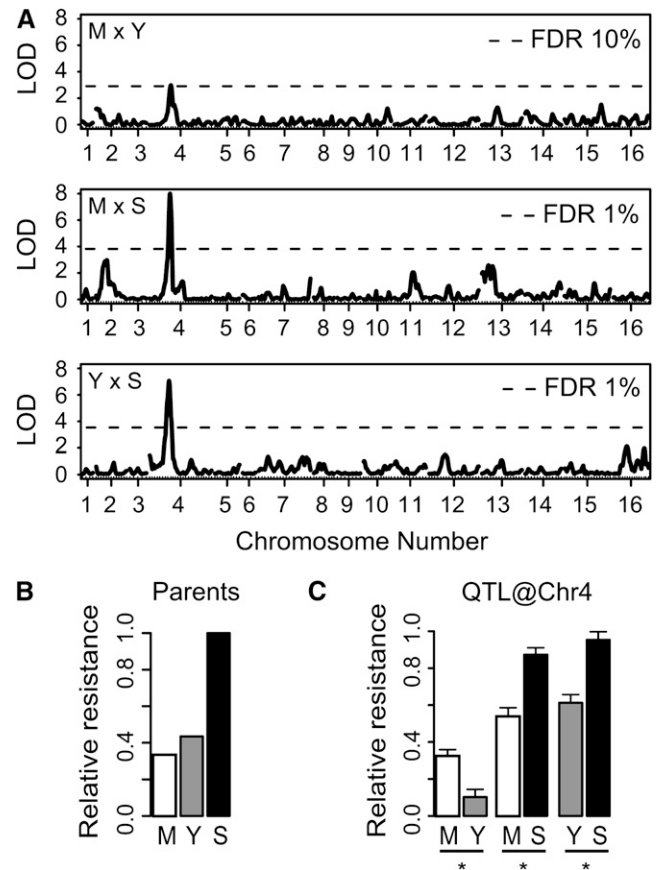 A
M x Y
FDR 10%
LOD
8
6
4
2
0
1 2 3 4 5 6 7 8 9 10 11 12 13 14 15 16
M x S
FDR 1%
LOD
8
6
4
2
0
1 2 3 4 5 6 7 8 9 10 11 12 13 14 15 16
Y x S
FDR 1%
LOD
8
6
4
2
0
1 2 3 4 5 6 7 8 9 10 11 12 13 14 15 16
Chromosome Number
B
Parents
Relative resistance
1.0
0.8
0.4
0.0
M Y S
C
QTL@Chr4
Relative resistance
1.0
0.8
0.4
0.0
M Y M S Y S
* * *